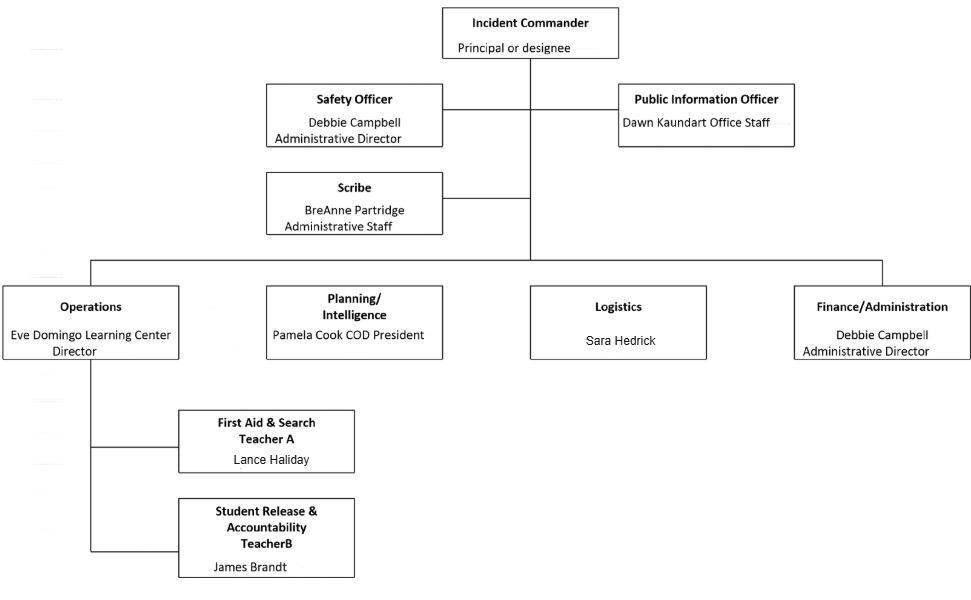 Incident Commander
Principal or designee
Safety Officer
Debbie Campbell
Administrative Director
Public Information Officer
Dawn Kaundart Office Staff
Scribe
BreAnne Partridge
Administrative Staff
Operations
Eve Domingo Learning Center
Director
Planning/
Intelligence
Pamela Cook COD President
Logistics
Sara Hedrick
Finance/Administration
Debbie Campbell
Administrative Director
First Aid & Search
Teacher A
Lance Haliday
Student Release &
Accountability
TeacherB
James Brandt